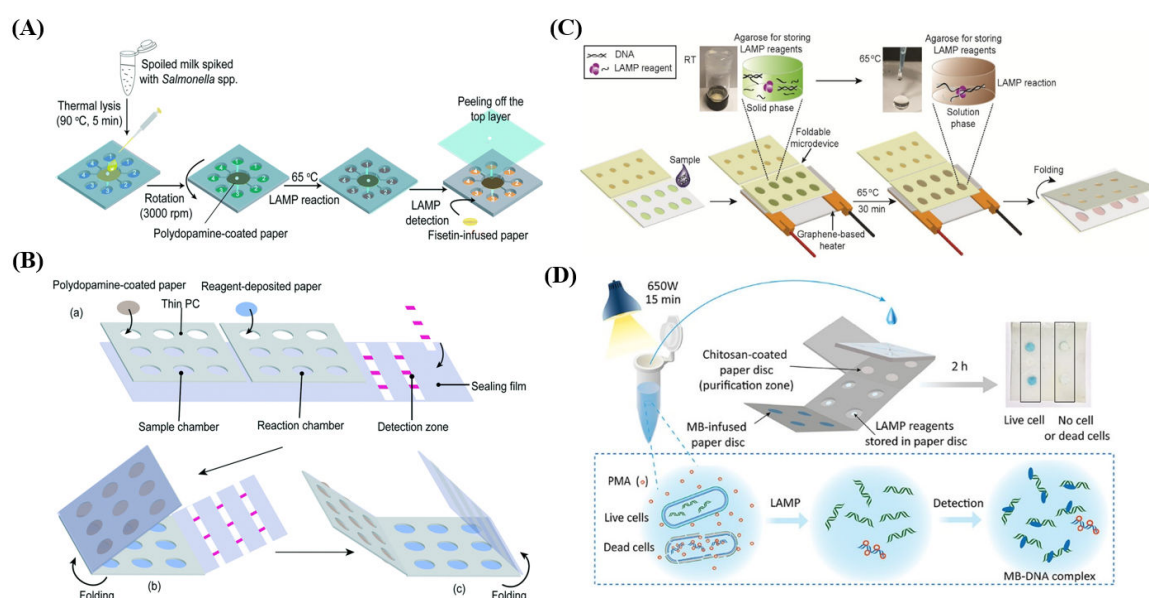 (A)
Spoiled milk spiked
with Salmonella spp.
Thermal lysis
(90 °C, 5 min)
Rotation
(3000 rpm)
Polydopamine-coated paper
65 °C
LAMP reaction
LAMP
detection
Peeling off the
top layer
Fisetin-infused paper
(B)
Polydopamine-coated paper
Reagent-deposited paper
(a)
Thin PC
Sample chamber
Reaction chamber
Detection zone
Sealing film
Folding
(b)
(c)
Folding
(C)
DNA
LAMP reagent
RT
Agarose for storing
LAMP reagents
Solid phase
65°C
Agarose for storing
LAMP reagents
LAMP reaction
Solution
phase
Foldable
microdevice
Sample
65°C
30 min
Graphene-based
heater
Folding
(D)
650W
15 min
Chitosan-coated
paper disc
(purification zone)
MB-infused
paper disc
LAMP reagents
stored in paper disc
2 h
Live cell
No cell
or dead cells
PMA ( )
Live cells
Dead cells
LAMP
Detection
MB-DNA complex